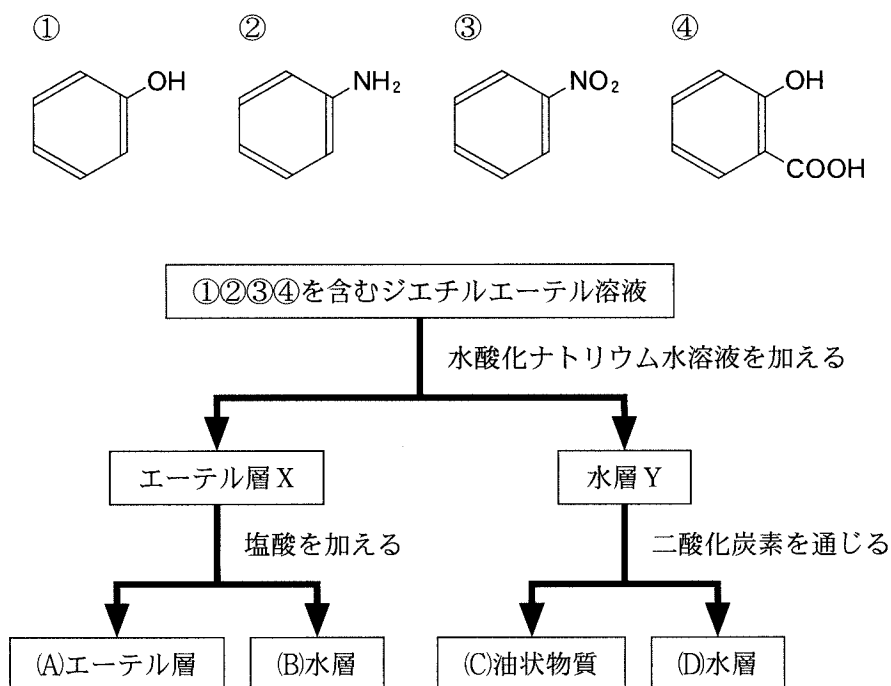 ① ② ③ ④
OH NH₂ NO₂ OH
COOH
①②③④を含むジエチルエーテル溶液
水酸化ナトリウム水溶液を加える
エーテル層X 水層Y
塩酸を加える 二酸化炭素を通じる
(A)エーテル層 (B)水層 (C)油状物質 (D)水層